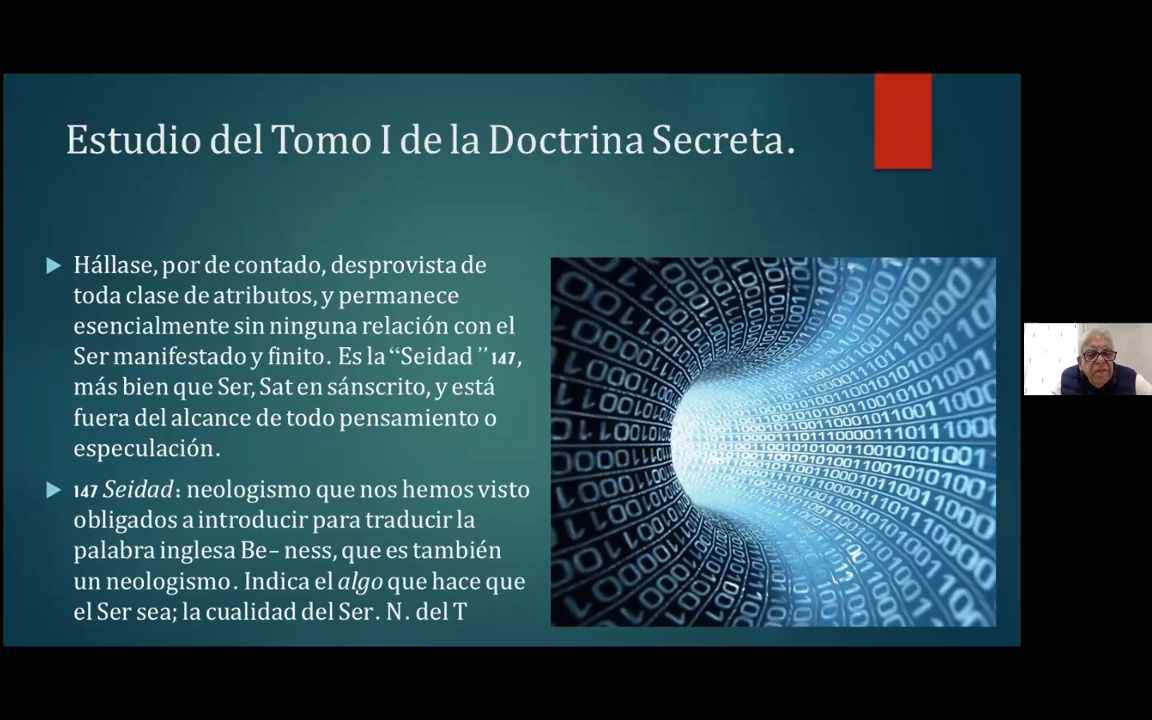 Estudio del Tomo I de la Doctrina Secreta.
Hállase, por de contado, desprovista de
toda clase de atributos, y permanece
esencialmente sin ninguna relación con el
Ser manifestado y finito. Es la “Seidad ” 147,
más bien que Ser, Sat en sánscrito, y está
fuera del alcance de todo pensamiento o
especulación.
147 Seidad: neologismo que nos hemos visto
obligados a introducir para traducir la
palabra inglesa Be– ness, que es también
un neologismo. Indica el algo que hace que
el Ser sea; la cualidad del Ser. N. del T